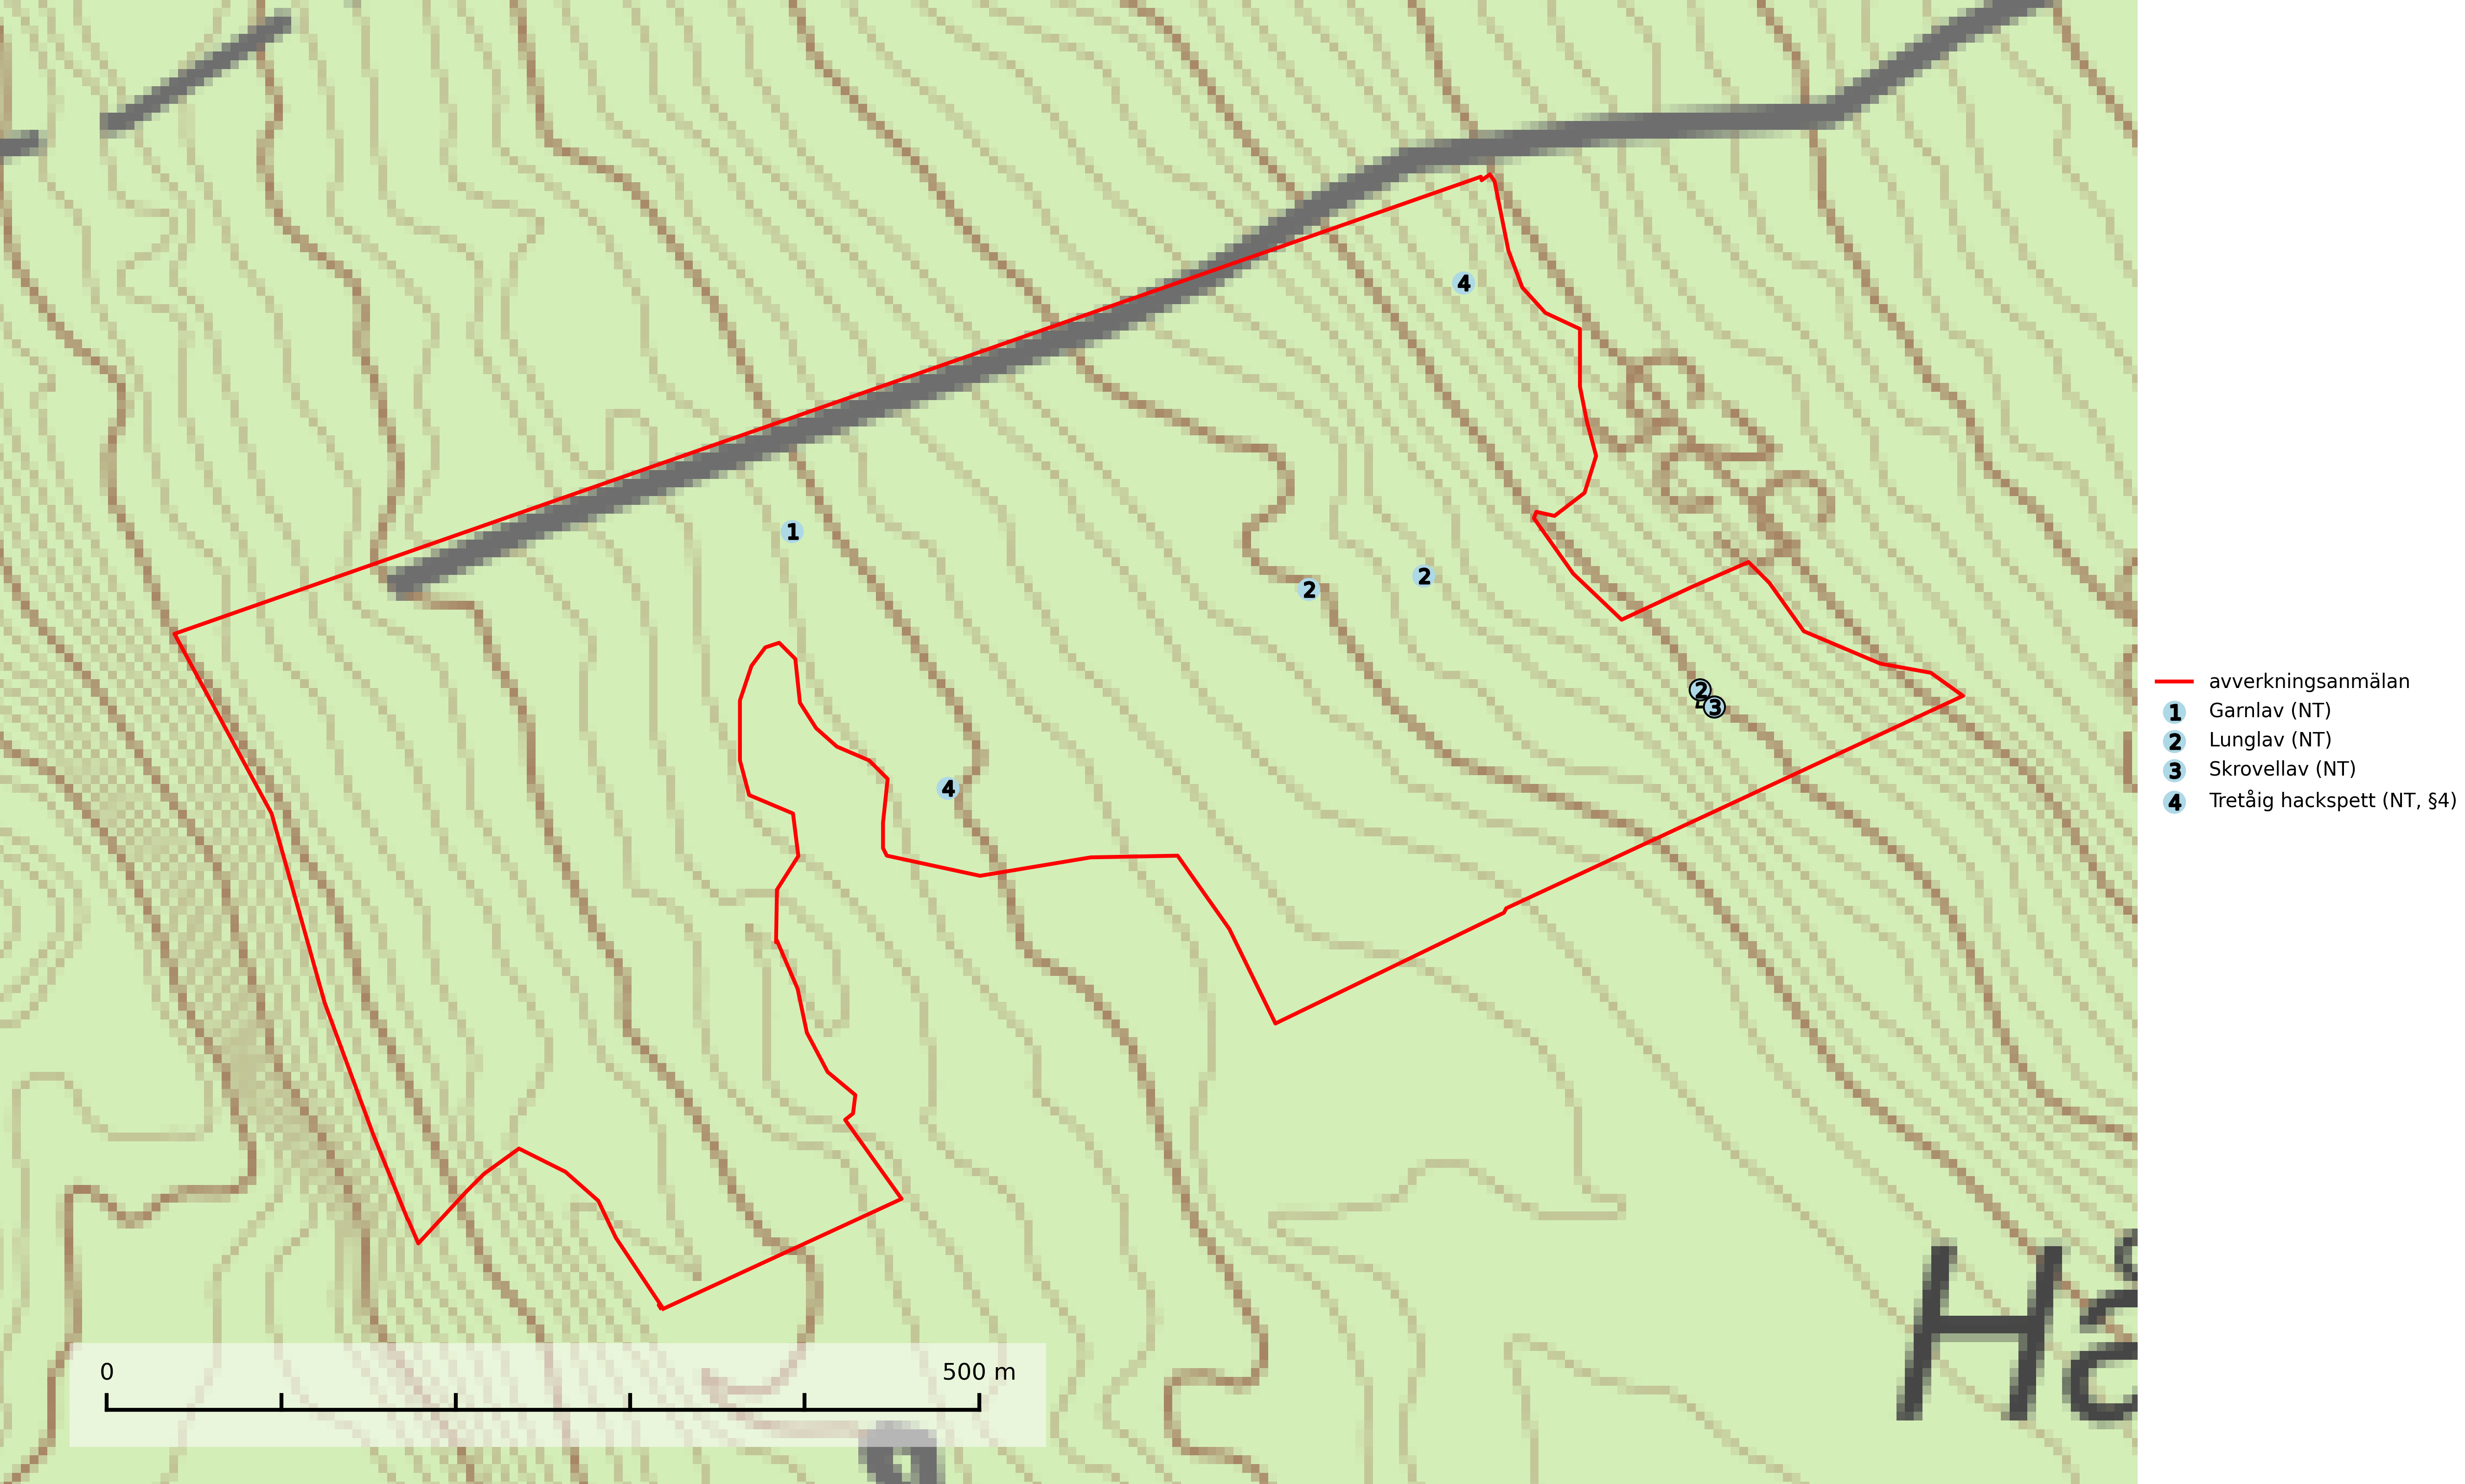 4
1
2
2
2
3
4
avverkningsanmälan
1 Garnlav (NT)
2 Lunglav (NT)
3 Skrovellav (NT)
4 Tretåig hackspett (NT, §4)
0 500 m